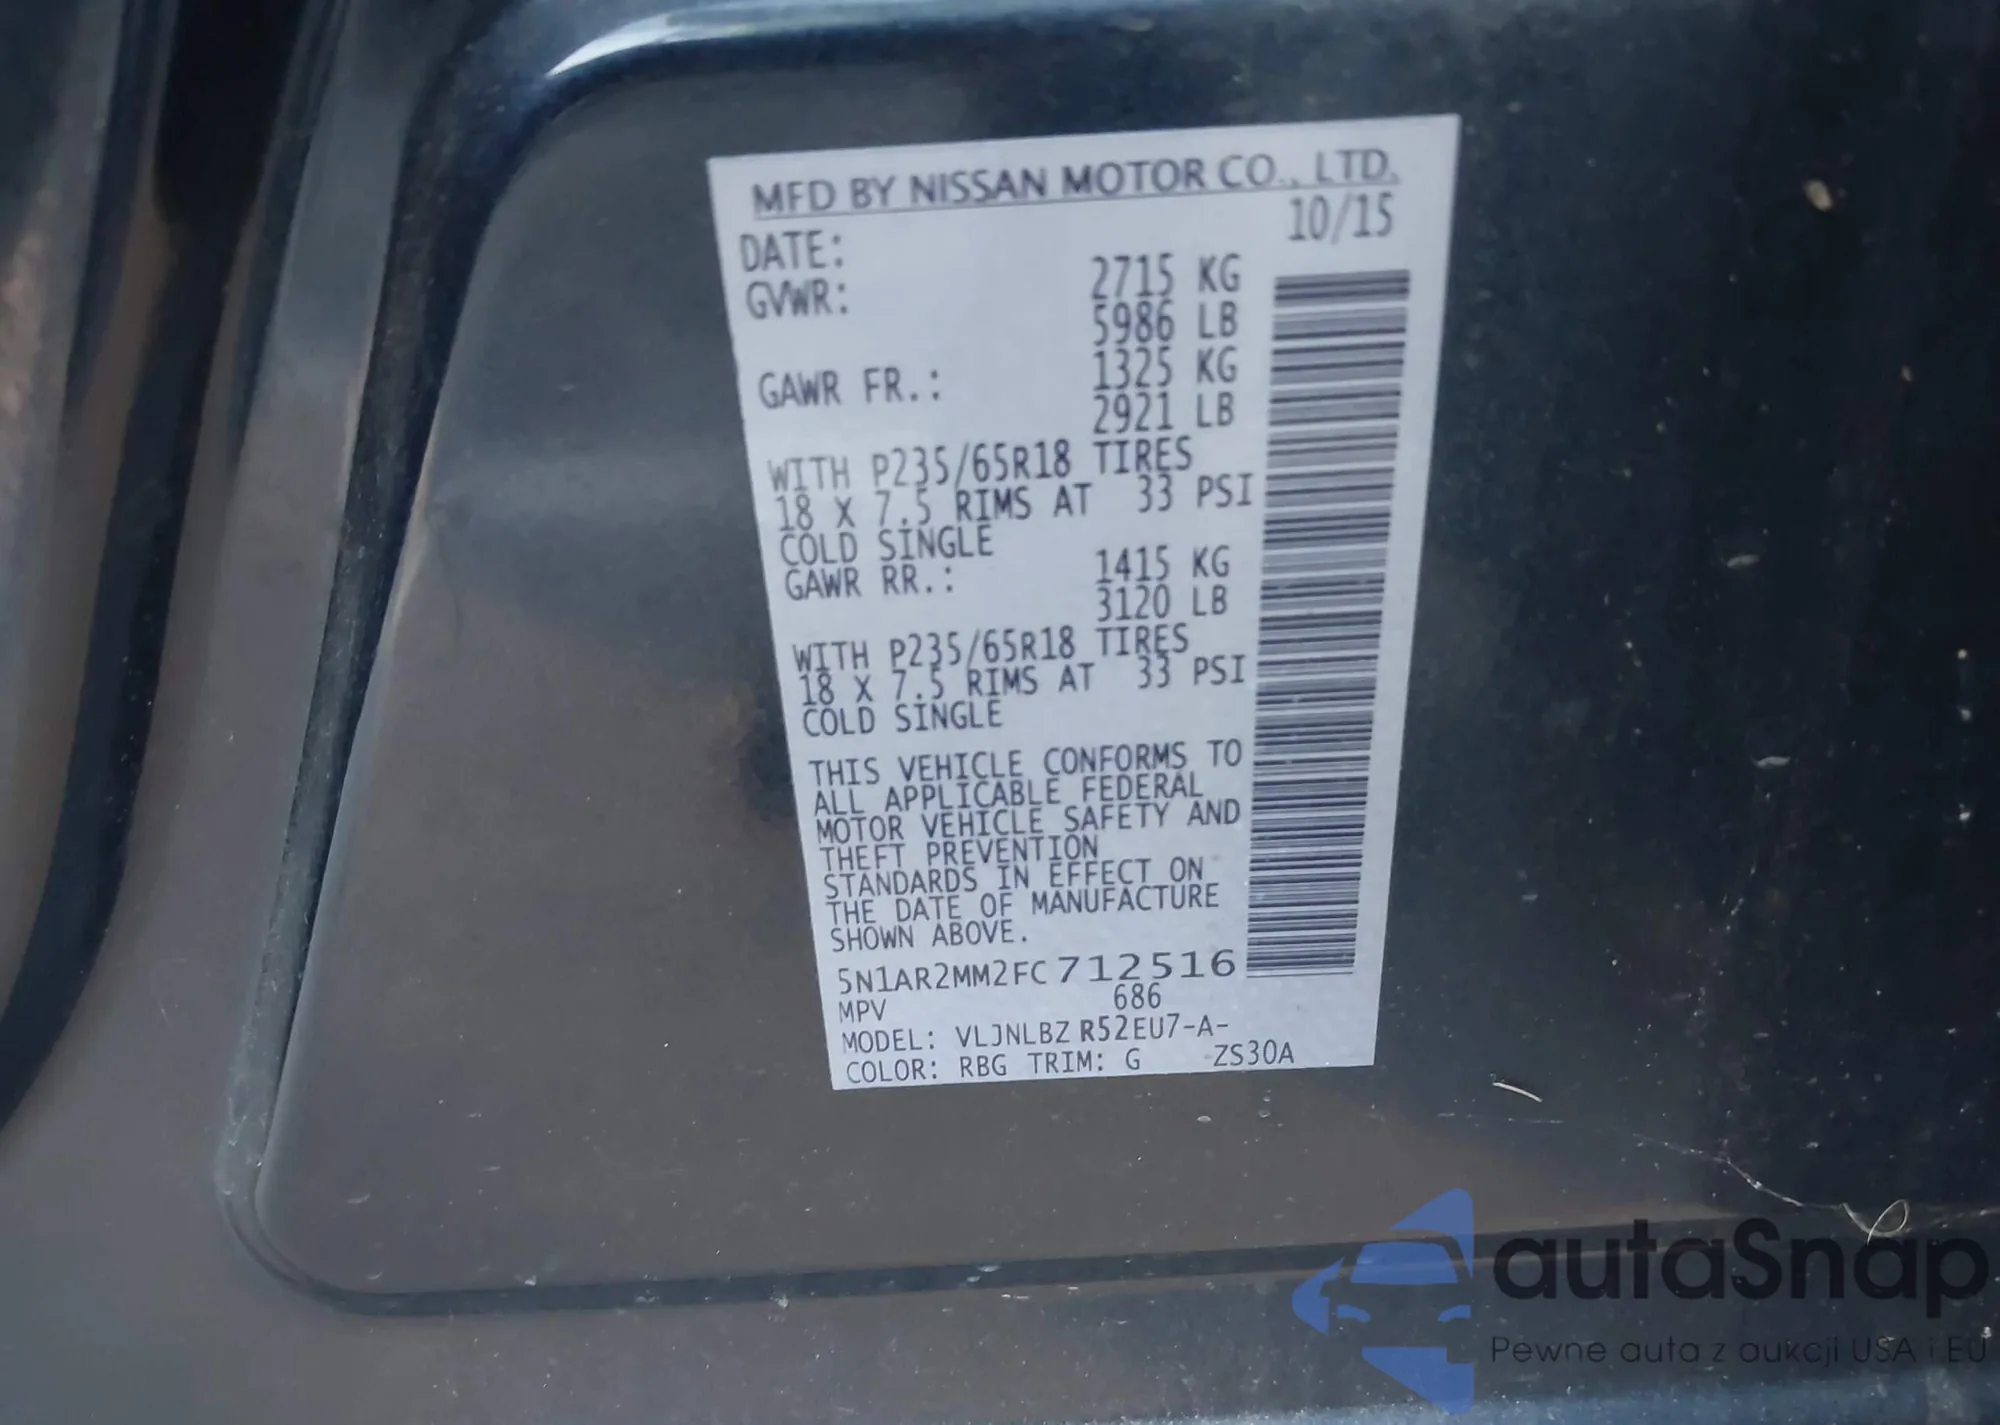 MFD BY NISSAN MOTOR CO., LTD.
DATE: 10/15
GVWR: 2715 KG
5986 LB
GAWR FR.: 1325 KG
2921 LB
WITH P235/65R18 TIRES
18 X 7.5 RIMS AT 33 PSI
COLD SINGLE
GAWR RR.: 1415 KG
3120 LB
WITH P235/65R18 TIRES
18 X 7.5 RIMS AT 33 PSI
COLD SINGLE
THIS VEHICLE CONFORMS TO
ALL APPLICABLE FEDERAL
MOTOR VEHICLE SAFETY AND
THEFT PREVENTION
STANDARDS IN EFFECT ON
THE DATE OF MANUFACTURE
SHOWN ABOVE.
5N1AR2MM2FC712516
MPV 686
MODEL: VLJNLBZ R52EU7-A-
COLOR: RBG TRIM: G ZS30A
autaSnap
Pewne auta z aukcji USA i EU